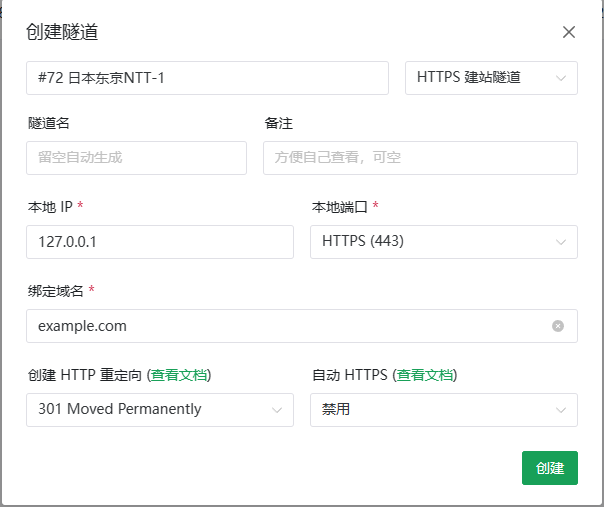 创建隧道
#72 日本东京NTT-1
HTTPS 建站隧道
隧道名
备注
留空自动生成
方便自己查看，可空
本地 IP *
本地端口 *
127.0.0.1
HTTPS (443)
绑定域名 *
example.com
创建 HTTP 重定向 (查看文档)
自动 HTTPS (查看文档)
301 Moved Permanently
禁用
创建